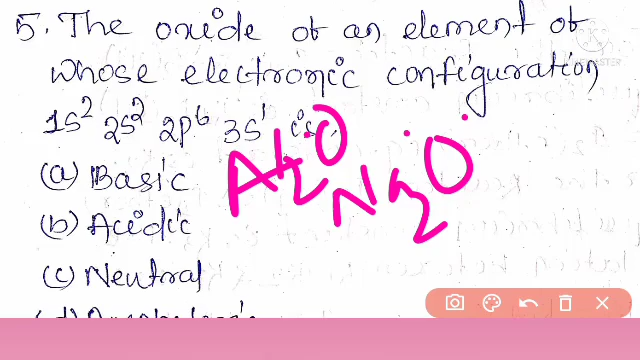 5. The oxide of an element of
whose electronic configuration
1s² 2s² 2p⁶ 3s¹ is
Al₂O Na₂O
(a) Basic
(b) Acidic
(c) Neutral